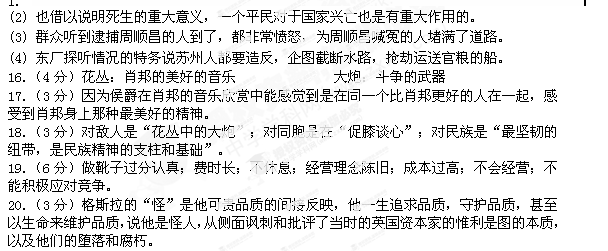 1.
(2) 也借以说明死生的重大意义，一个平民对于国家兴亡也是有重大作用的。
(3) 群众听到逮捕周顺昌的人到了，都非常愤怒，为周顺昌喊冤的人堵满了道路。
(4) 东厂探听情况的特务说苏州人都要造反，企图截断水路，抢劫运送官粮的船。
16.（4 分）花丛：肖邦的美好的音乐　　　　　大炮：斗争的武器
17.（3 分）因为侯爵在肖邦的音乐欣赏中能感觉到是在同一个比肖邦更好的人在一起，感
受到肖邦身上那种最美好的精神。
18.（3 分）对敌人是“花丛中的大炮”；对同胞是在“促膝谈心”；对民族是“最坚韧的
纽带，是民族精神的支柱和基础”。
19.（6 分）做靴子过分认真；费时长；不休息；经营理念陈旧；成本过高；不会经营；不
能积极应对竞争。
20.（3 分）格斯拉的“怪”是他可贵品质的间接反映，他一生追求品质，守护品质，甚至
以生命来维护品质，说他是怪人，从侧面讽刺和批评了当时的英国资本家的惟利是图的本质，
以及他们的堕落和腐朽。